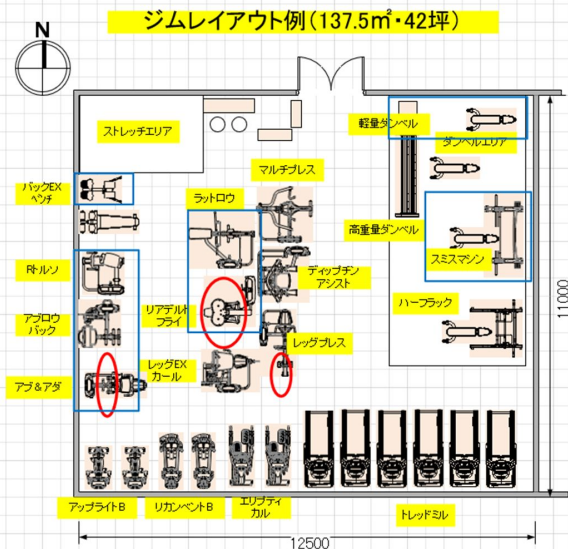 ジムレイアウト例(137.5㎡・42坪)
N
ストレッチエリア
軽量ダンベル
ダンベルエリア
マルチプレス
バックEX
ベンチ
ラットロウ
高重量ダンベル
スミスマシン
Rトルソ
ディップチン
アシスト
アブロウ
バック
リアデルト
フライ
ハーフラック
レッグプレス
レッグEX
カール
アブ&アダ
11000
アップライトB
リカンベントB
エリプティ
カル
トレッドミル
12500